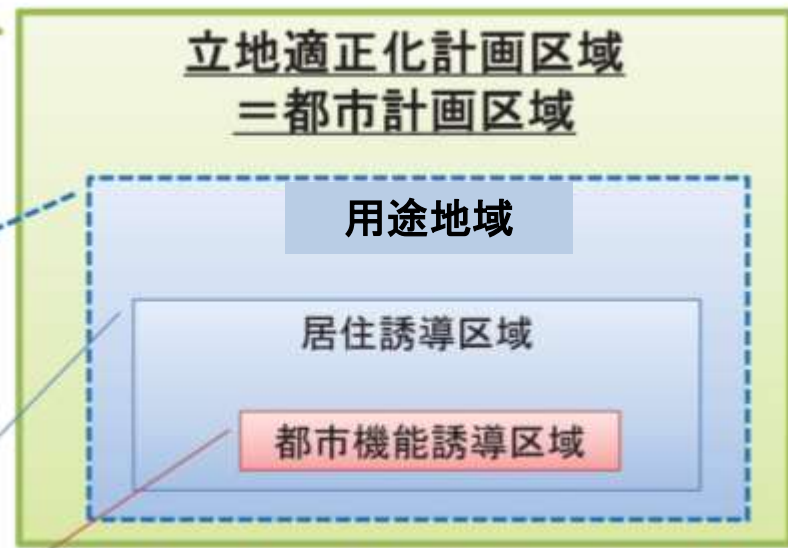 立地適正化計画区域
＝都市計画区域
用途地域
居住誘導区域
都市機能誘導区域